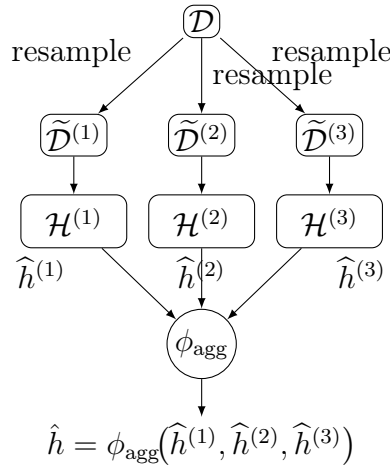 𝒟
resample resample resample
𝒟̃⁽¹⁾ 𝒟̃⁽²⁾ 𝒟̃⁽³⁾
ℋ⁽¹⁾ ℋ⁽²⁾ ℋ⁽³⁾
ĥ⁽¹⁾ ĥ⁽²⁾ ĥ⁽³⁾
ϕ_agg
ĥ = ϕ_agg(ĥ⁽¹⁾, ĥ⁽²⁾, ĥ⁽³⁾)